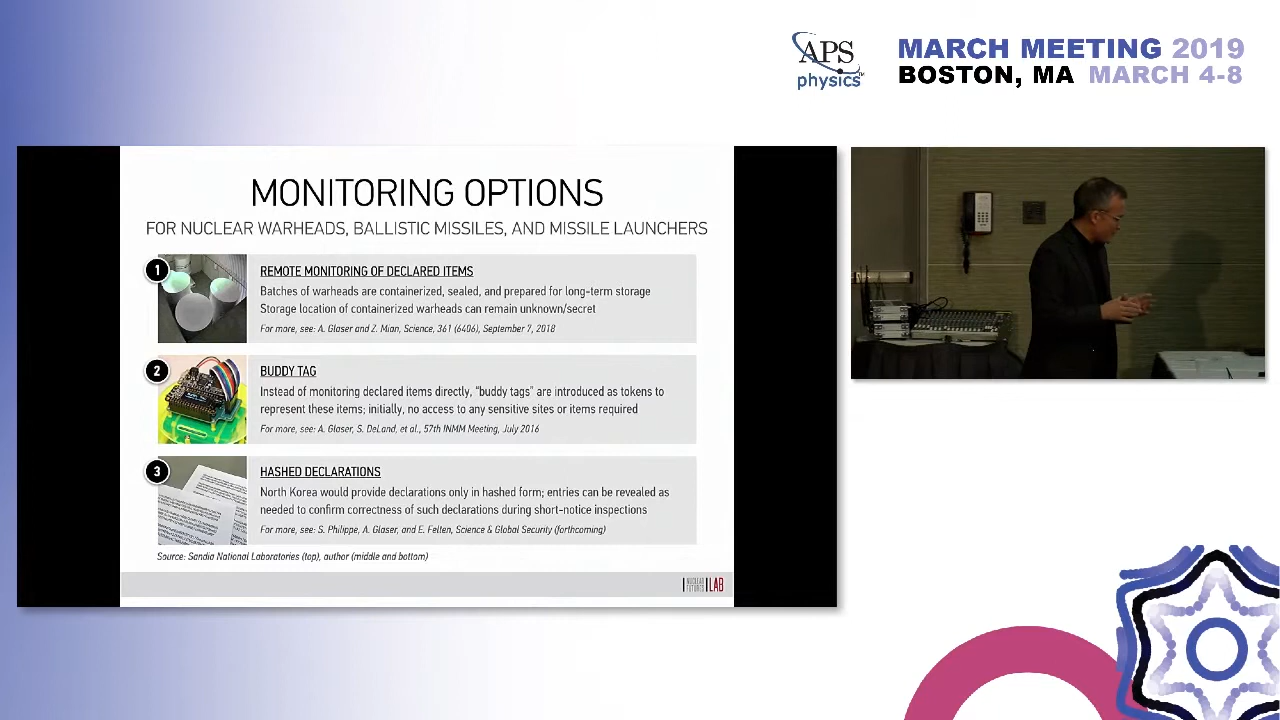 APS
physics
MARCH MEETING 2019
BOSTON, MA MARCH 4-8
MONITORING OPTIONS
FOR NUCLEAR WARHEADS, BALLISTIC MISSILES, AND MISSILE LAUNCHERS
1
REMOTE MONITORING OF DECLARED ITEMS
Batches of warheads are containerized, sealed, and prepared for long-term storage
Storage location of containerized warheads can remain unknown/secret
For more, see: A. Glaser and Z. Mian, Science, 361 (6406), September 7, 2018
2
BUDDY TAG
Instead of monitoring declared items directly, "buddy tags" are introduced as tokens to
represent these items; initially, no access to any sensitive sites or items required
For more, see: A. Glaser, S. DeLand, et al., 57th INMM Meeting, July 2016
3
HASHED DECLARATIONS
North Korea would provide declarations only in hashed form; entries can be revealed as
needed to confirm correctness of such declarations during short-notice inspections
For more, see: S. Philippe, A. Glaser, and E. Felten, Science & Global Security (forthcoming)
Source: Sandia National Laboratories (top), author (middle and bottom)
NUCLEAR
FUTURES LAB